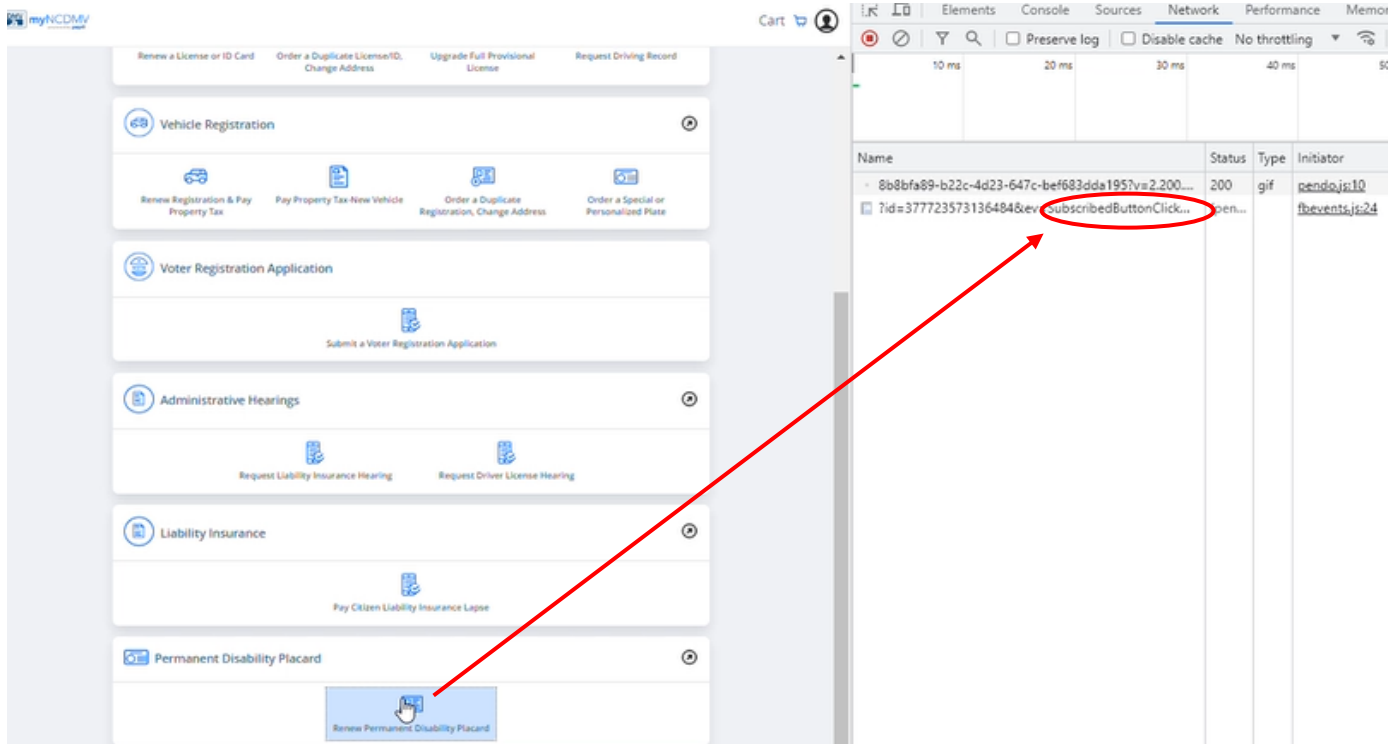 myNCDMV
Cart
Renew a License or ID Card
Order a Duplicate License/ID,
Change Address
Upgrade Full Provisional
License
Request Driving Record
Vehicle Registration
Renew Registration & Pay
Property Tax
Pay Property Tax-New Vehicle
Order a Duplicate
Registration, Change Address
Order a Special or
Personalized Plate
Voter Registration Application
Submit a Voter Registration Application
Administrative Hearings
Request Liability Insurance Hearing
Request Driver License Hearing
Liability Insurance
Pay Citizen Liability Insurance Lapse
Permanent Disability Placard
Renew Permanent Disability Placard
Elements Console Sources Network Performance Memor
Preserve log Disable cache No throttling
10 ms 20 ms 30 ms 40 ms 50
Name Status Type Initiator
8b8bfa89-b22c-4d23-647c-bef683dda195?v=2.200.... 200 gif pendo.js:10
?id=377723573136484&ev=SubscribedButtonClick... (pen... fbevents.js:24